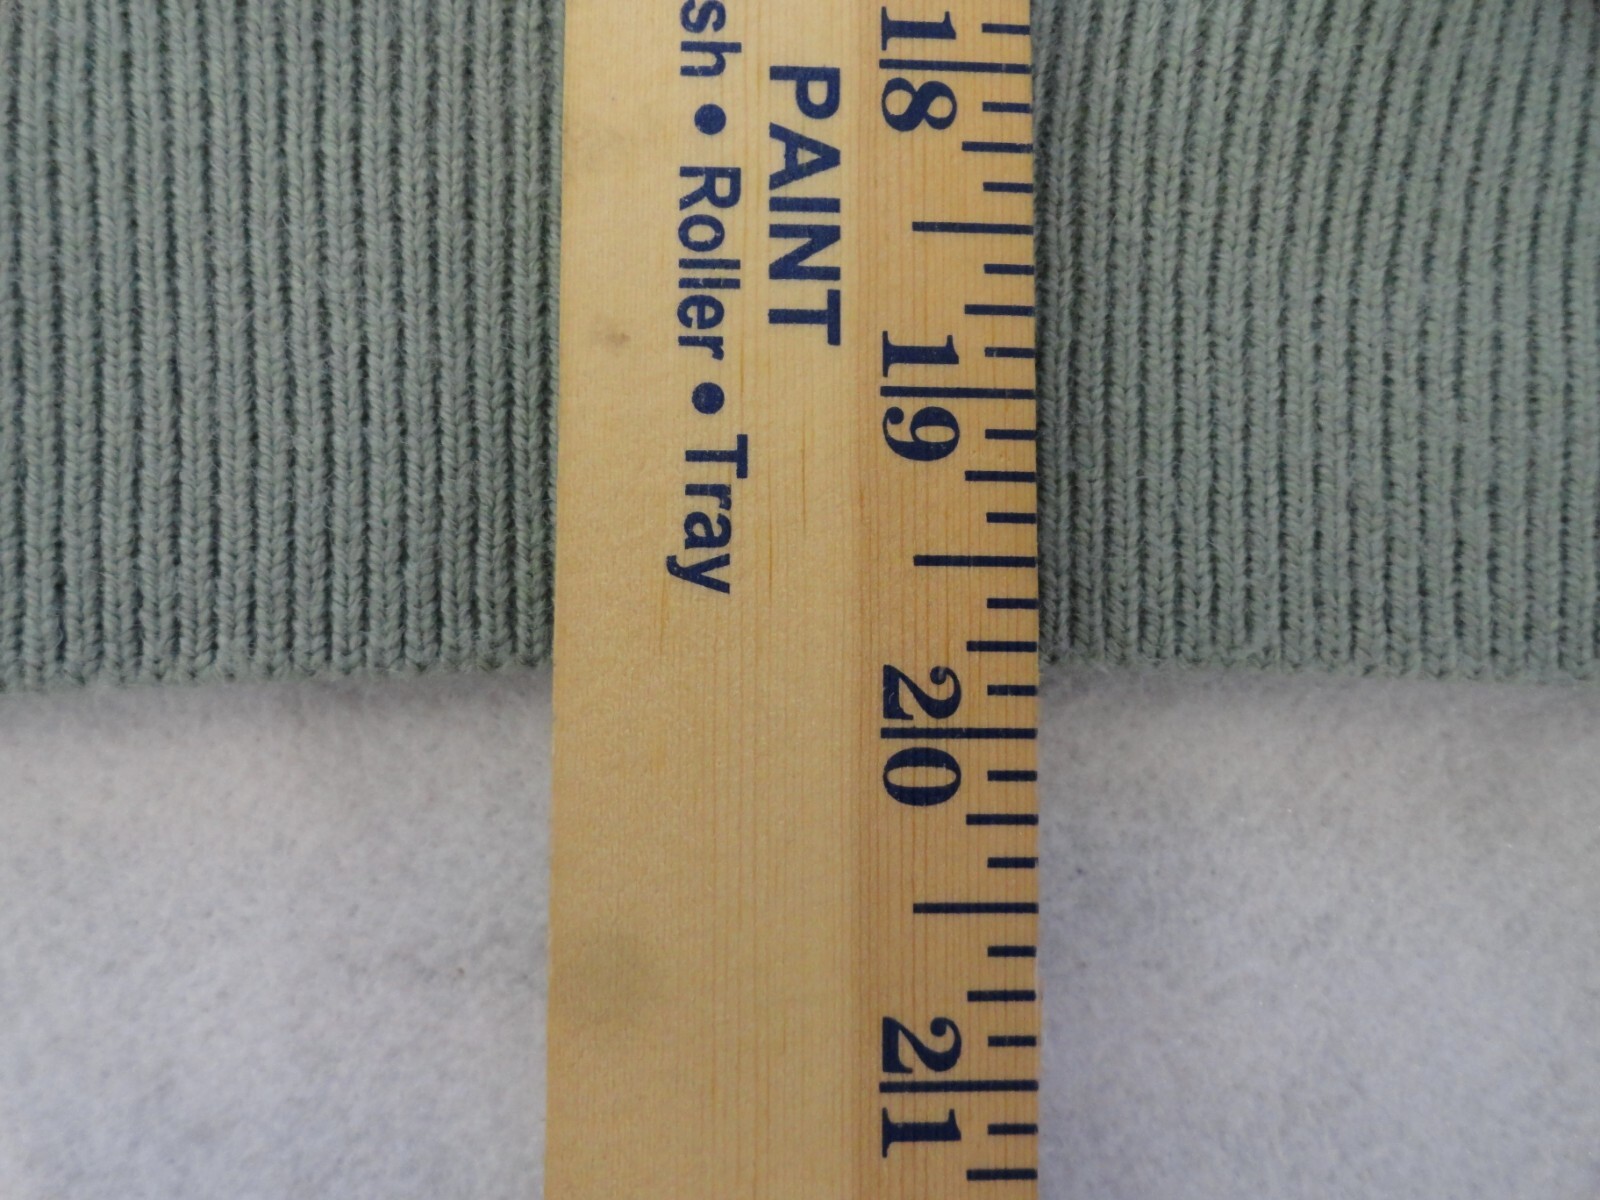 PAINT
sh • Roller • Tray
18
19
20
21